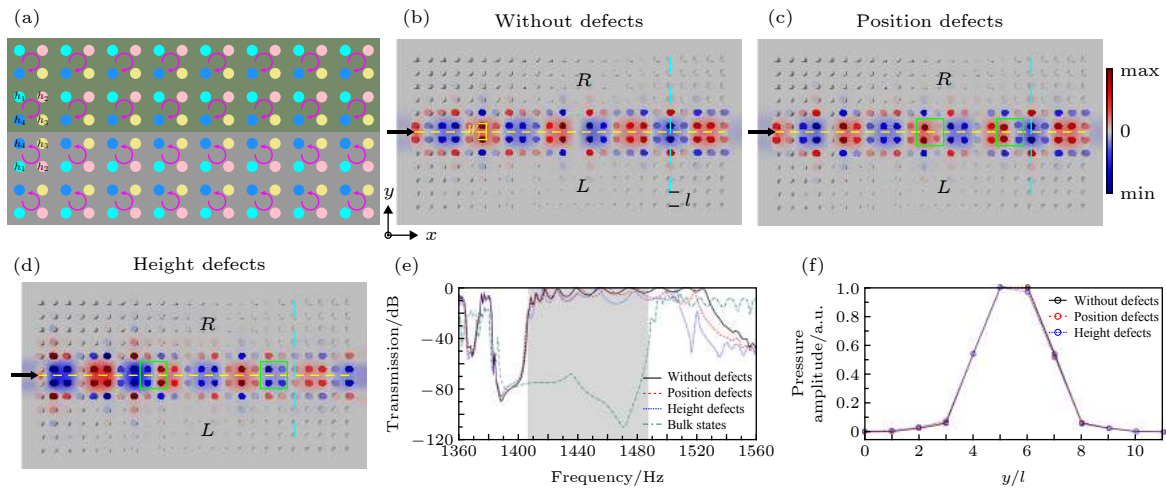 (a)
h1 h2
h4 h3
h4 h3
h1 h2
y
x
(b)
Without defects
R
W
L
l
(c)
Position defects
R
L
max
0
min
(d)
Height defects
R
L
(e)
Transmission/dB
0
−40
−80
−120
1360 1400 1440 1480 1520 1560
Frequency/Hz
Without defects
Position defects
Height defects
Bulk states
(f)
Pressure
amplitude/a.u.
1.0
0.8
0.6
0.4
0.2
0
0 2 4 6 8 10
y/l
Without defects
Position defects
Height defects